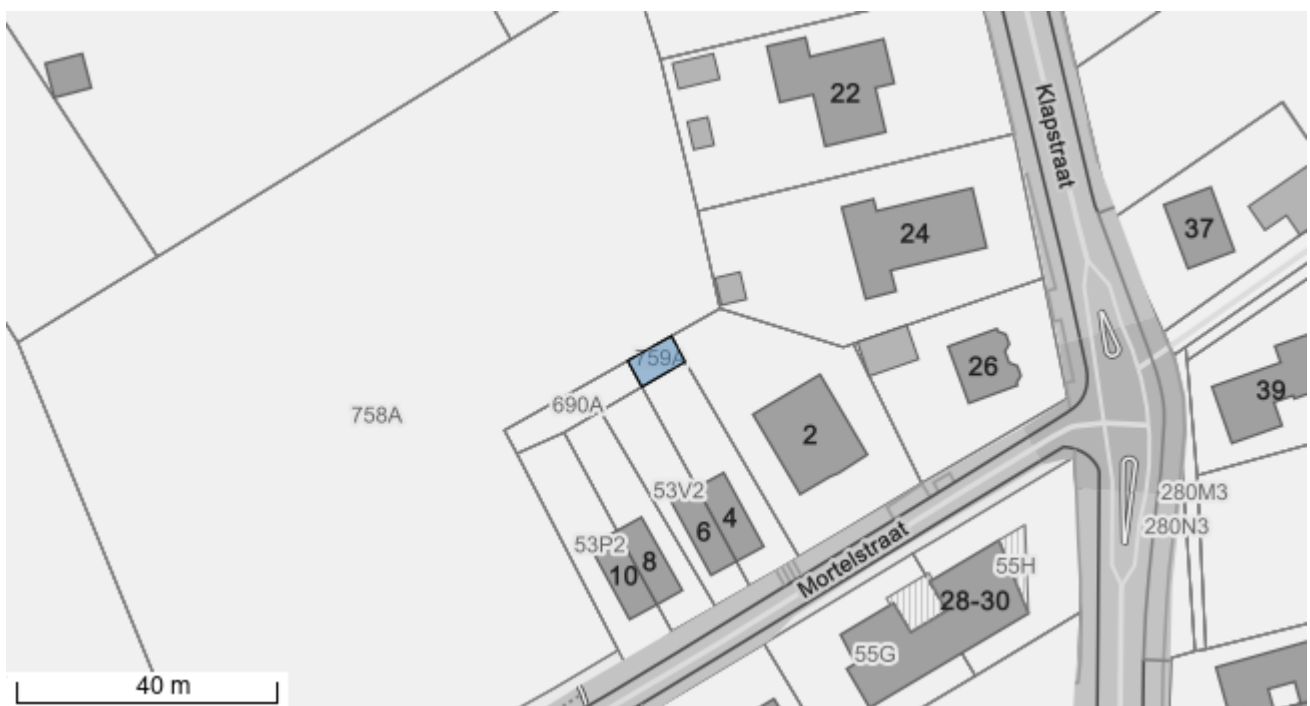 22
Klapstraat
37
24
759A
26
39
690A
758A
2
53V2
6
4
280M3
280N3
53P2
10
8
Mortelstraat
55H
28-30
55G
40 m